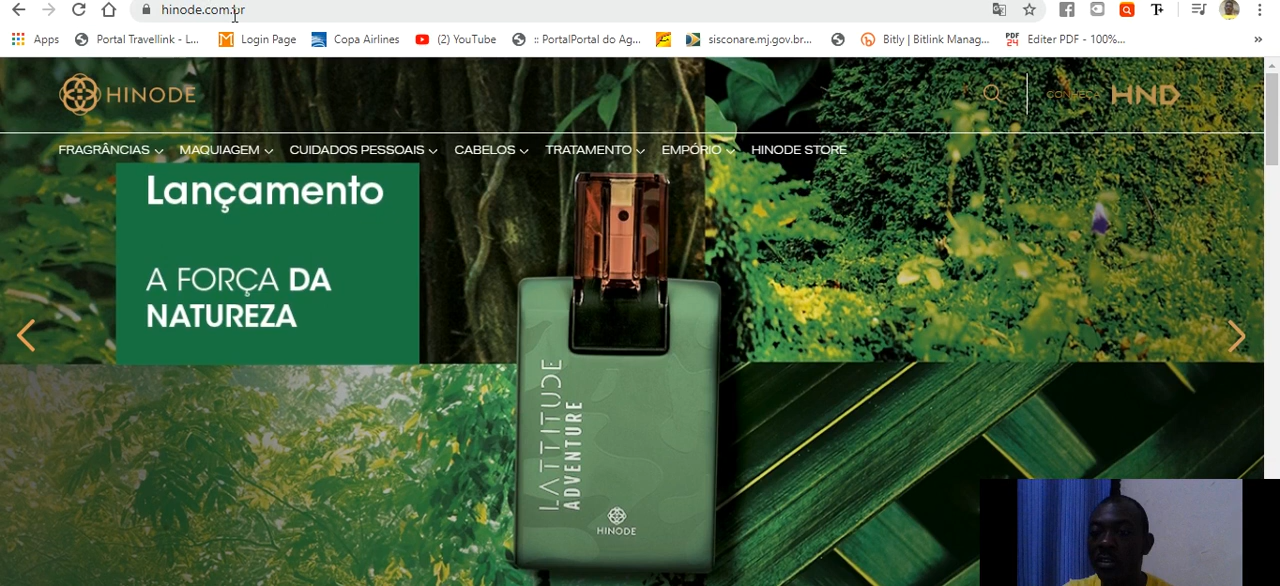 hinode.com.br
Apps Portal Travellink - L... Login Page Copa Airlines (2) YouTube :: PortalPortal do Ag... sisconare.mj.gov.br... Bitly | Bitlink Manag... Editer PDF - 100%... »
HINODE
CONHEÇA HND
FRAGRÂNCIAS MAQUIAGEM CUIDADOS PESSOAIS CABELOS TRATAMENTO EMPÓRIO HINODE STORE
Lançamento
A FORÇA DA
NATUREZA
LATTITUDE
ADVENTURE
HINODE